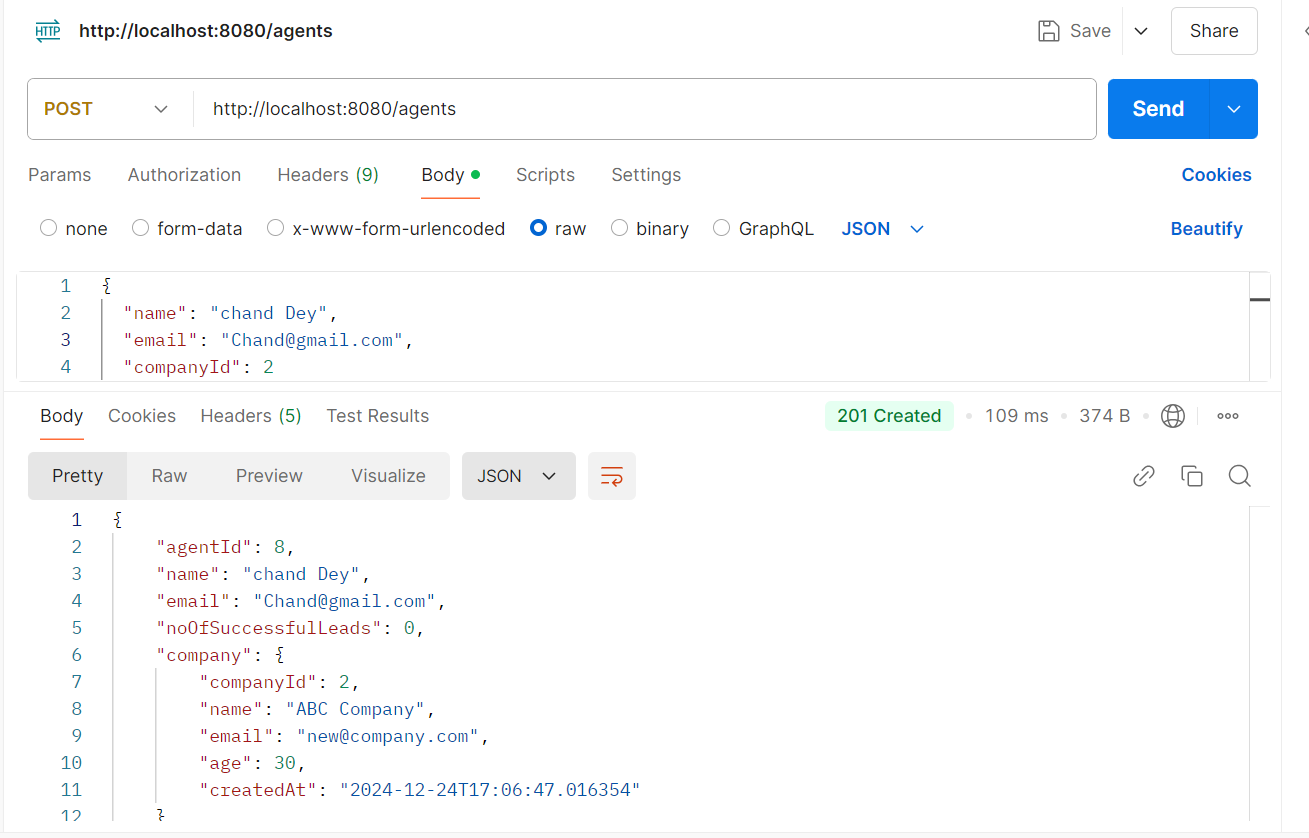 HTTP http://localhost:8080/agents Save Share
POST http://localhost:8080/agents Send
Params Authorization Headers (9) Body Scripts Settings Cookies
none form-data x-www-form-urlencoded raw binary GraphQL JSON Beautify
1 {
2 "name": "chand Dey",
3 "email": "Chand@gmail.com",
4 "companyId": 2
Body Cookies Headers (5) Test Results 201 Created 109 ms 374 B
Pretty Raw Preview Visualize JSON
1 {
2 "agentId": 8,
3 "name": "chand Dey",
4 "email": "Chand@gmail.com",
5 "noOfSuccessfulLeads": 0,
6 "company": {
7 "companyId": 2,
8 "name": "ABC Company",
9 "email": "new@company.com",
10 "age": 30,
11 "createdAt": "2024-12-24T17:06:47.016354"
12 }